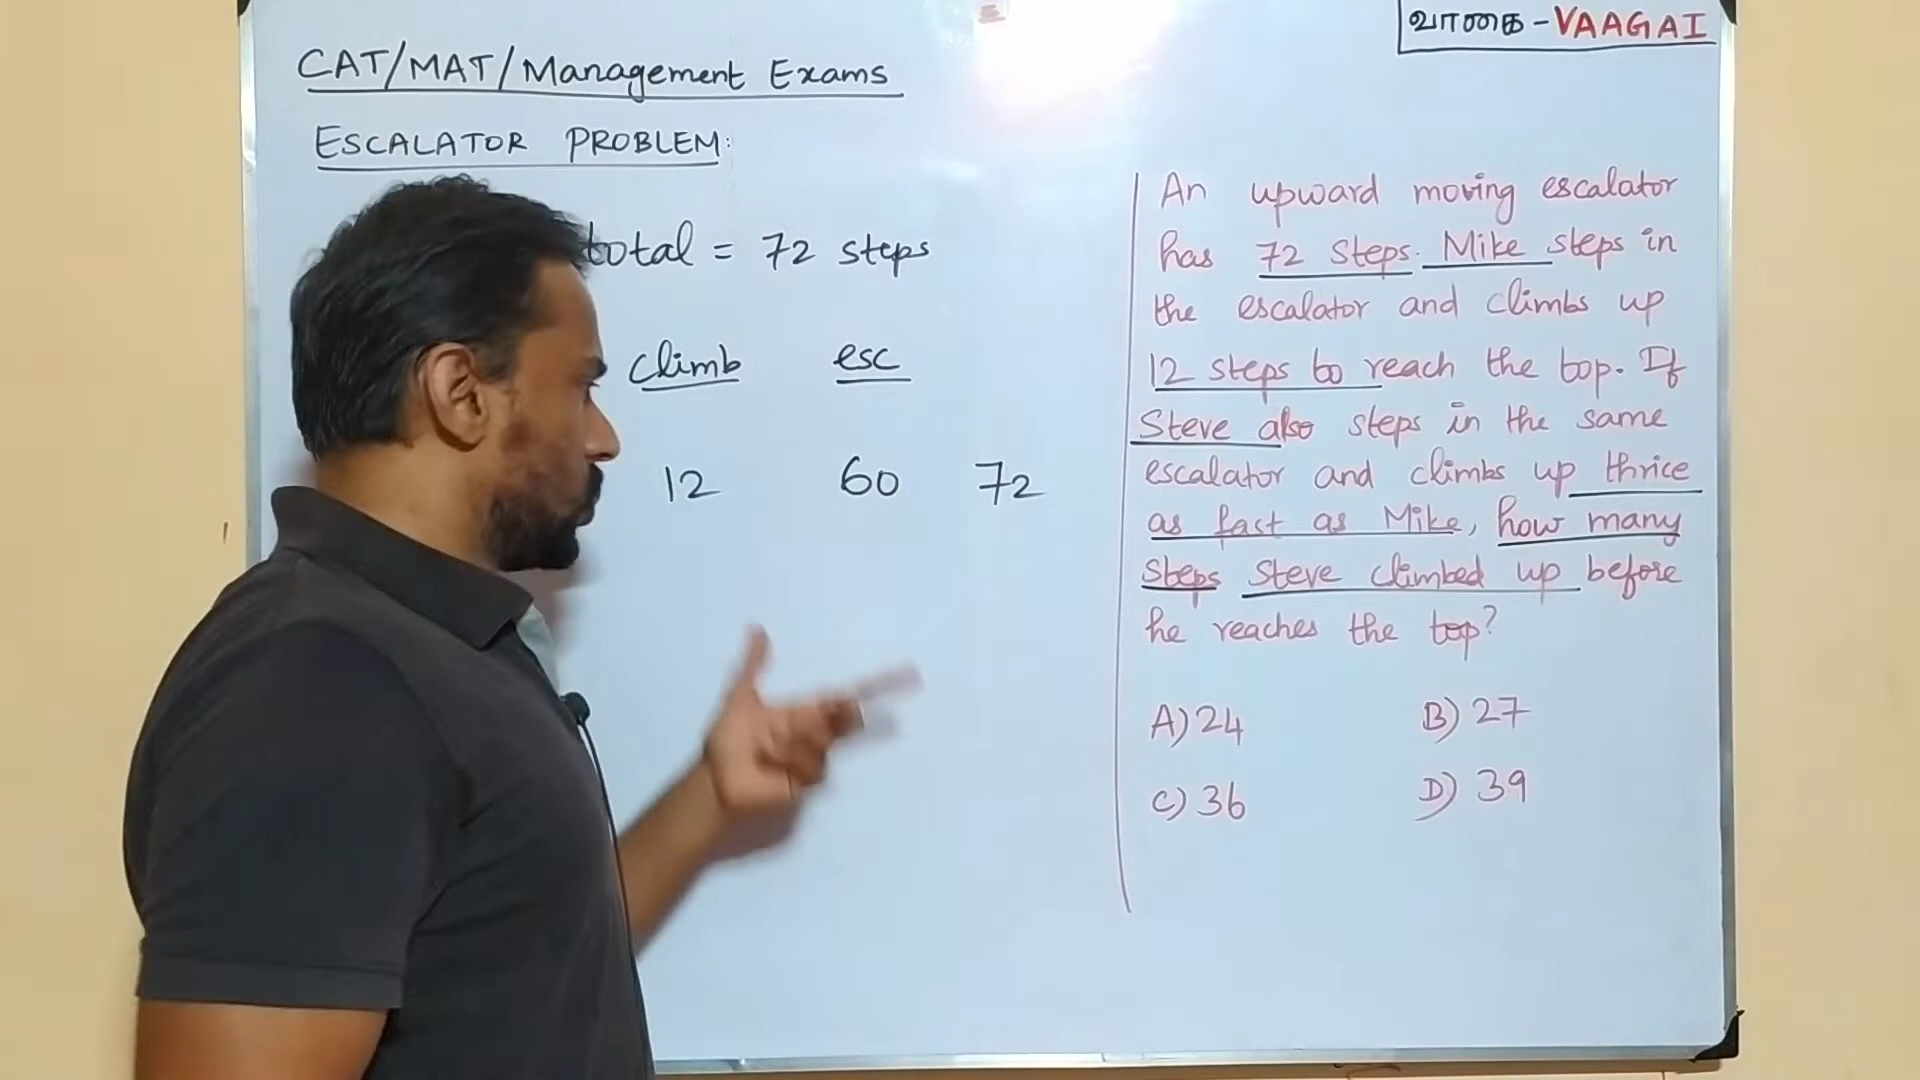 வாகை - VAAGAI
CAT/MAT/Management Exams
ESCALATOR PROBLEM:
total = 72 steps
climb esc
12 60 72
An upward moving escalator
has 72 steps. Mike steps in
the escalator and climbs up
12 steps to reach the top. If
Steve also steps in the same
escalator and climbs up thrice
as fast as Mike, how many
steps Steve climbed up before
he reaches the top?
A) 24 B) 27
C) 36 D) 39